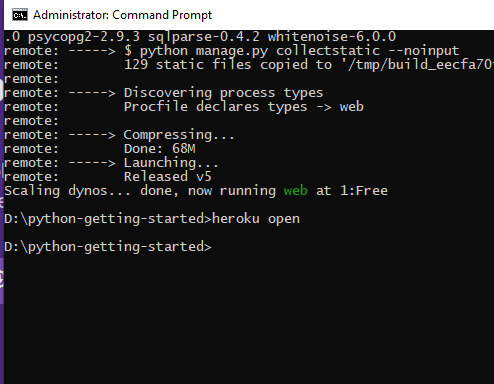 Administrator: Command Prompt
.0 psycopg2-2.9.3 sqlparse-0.4.2 whitenoise-6.0.0
remote: -----> $ python manage.py collectstatic --noinput
remote:        129 static files copied to '/tmp/build_eecfa70
remote:
remote: -----> Discovering process types
remote:        Procfile declares types -> web
remote:
remote: -----> Compressing...
remote:        Done: 68M
remote: -----> Launching...
remote:        Released v5
Scaling dynos... done, now running web at 1:Free
D:\python-getting-started>heroku open
D:\python-getting-started>